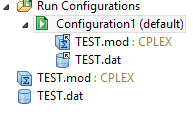 Run Configurations
Configuration1 (default)
TEST.mod : CPLEX
TEST.dat
TEST.mod : CPLEX
TEST.dat